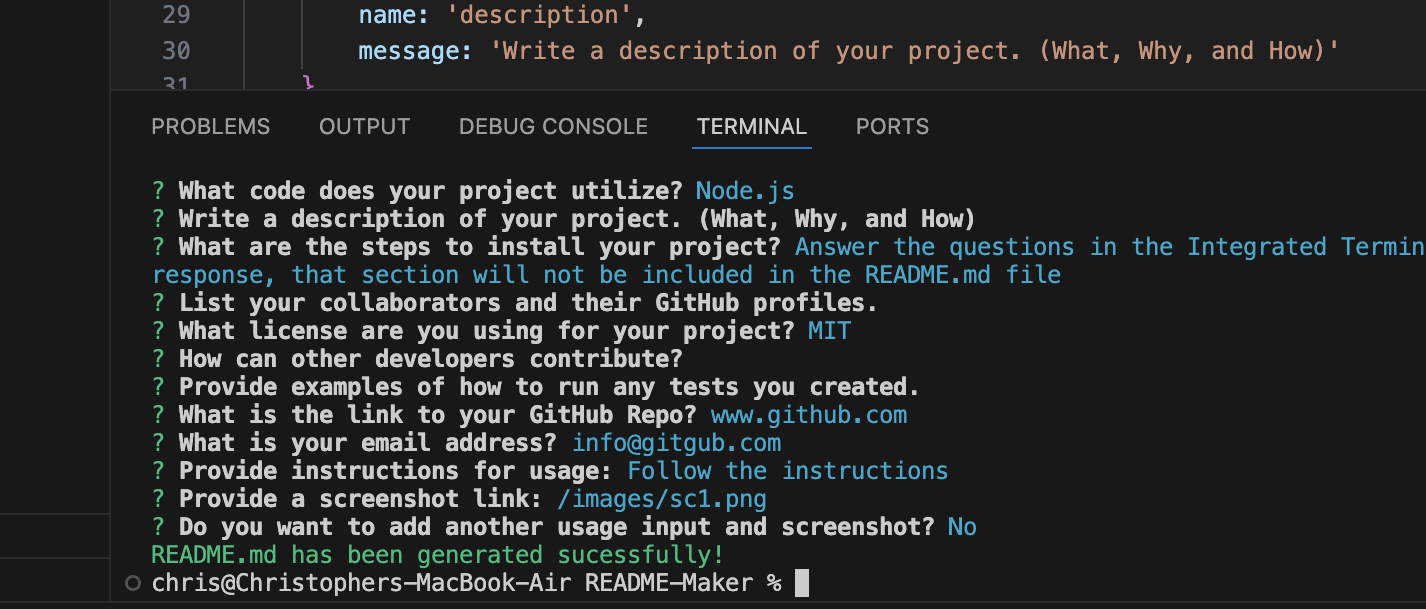 29 name: 'description',
30 message: 'Write a description of your project. (What, Why, and How)'
31 }
PROBLEMS OUTPUT DEBUG CONSOLE TERMINAL PORTS
? What code does your project utilize? Node.js
? Write a description of your project. (What, Why, and How)
? What are the steps to install your project? Answer the questions in the Integrated Termin
response, that section will not be included in the README.md file
? List your collaborators and their GitHub profiles.
? What license are you using for your project? MIT
? How can other developers contribute?
? Provide examples of how to run any tests you created.
? What is the link to your GitHub Repo? www.github.com
? What is your email address? info@gitgub.com
? Provide instructions for usage: Follow the instructions
? Provide a screenshot link: /images/sc1.png
? Do you want to add another usage input and screenshot? No
README.md has been generated sucessfully!
chris@Christophers-MacBook-Air README-Maker %